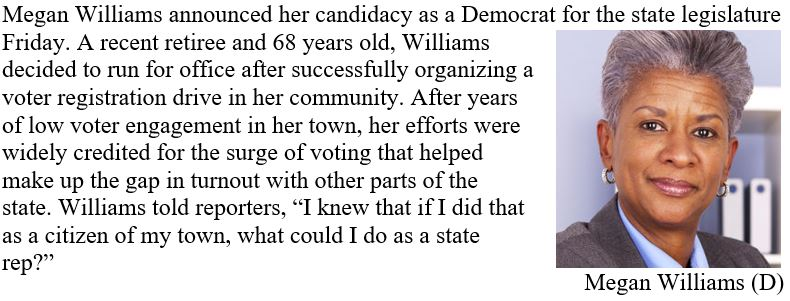 Megan Williams announced her candidacy as a Democrat for the state legislature
Friday. A recent retiree and 68 years old, Williams
decided to run for office after successfully organizing a
voter registration drive in her community. After years
of low voter engagement in her town, her efforts were
widely credited for the surge of voting that helped
make up the gap in turnout with other parts of the
state. Williams told reporters, “I knew that if I did that
as a citizen of my town, what could I do as a state
rep?”
Megan Williams (D)